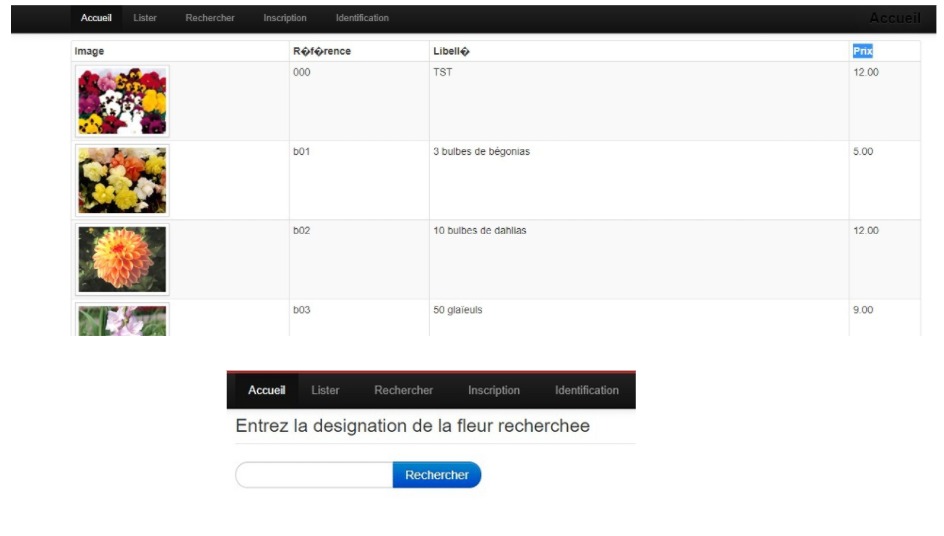 Accueil Lister Rechercher Inscription Identification Accueil
Image R�f�rence Libell� Prix
000 TST 12.00
b01 3 bulbes de bégonias 5.00
b02 10 bulbes de dahlias 12.00
b03 50 glaïeuls 9.00
Accueil Lister Rechercher Inscription Identification
Entrez la designation de la fleur recherchee
Rechercher